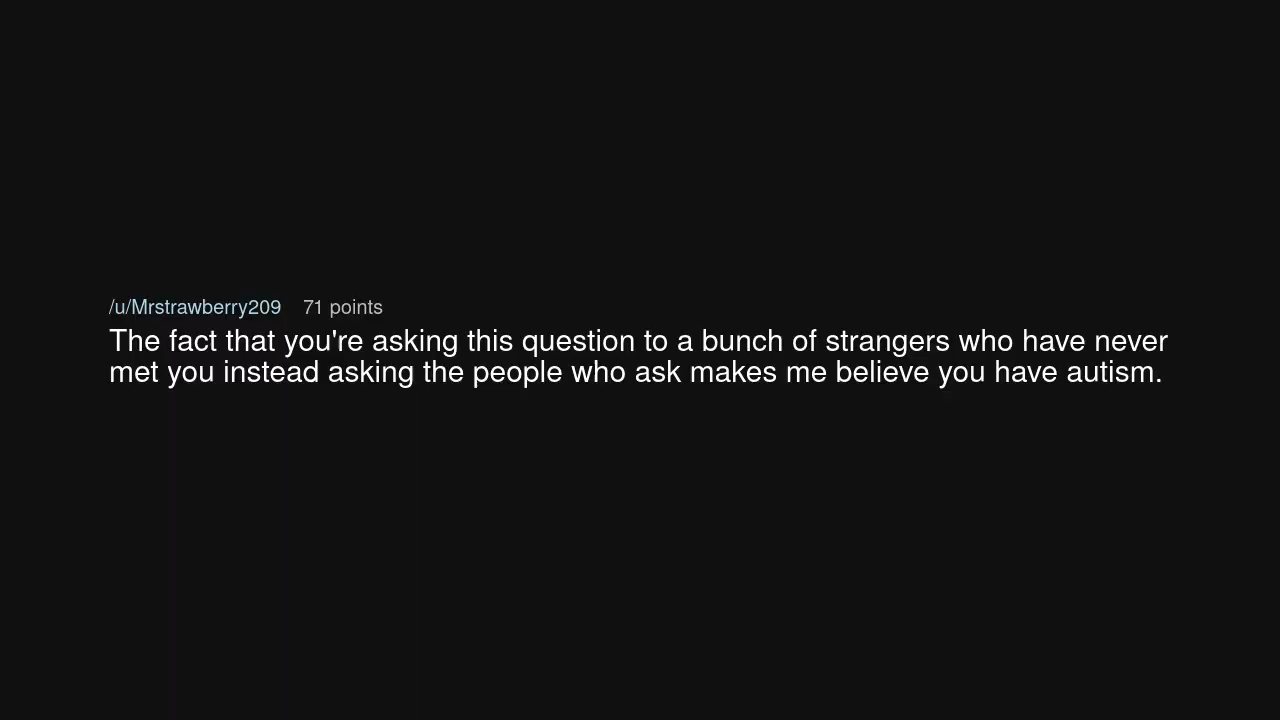 /u/Mrstrawberry209 71 points
The fact that you're asking this question to a bunch of strangers who have never
met you instead asking the people who ask makes me believe you have autism.